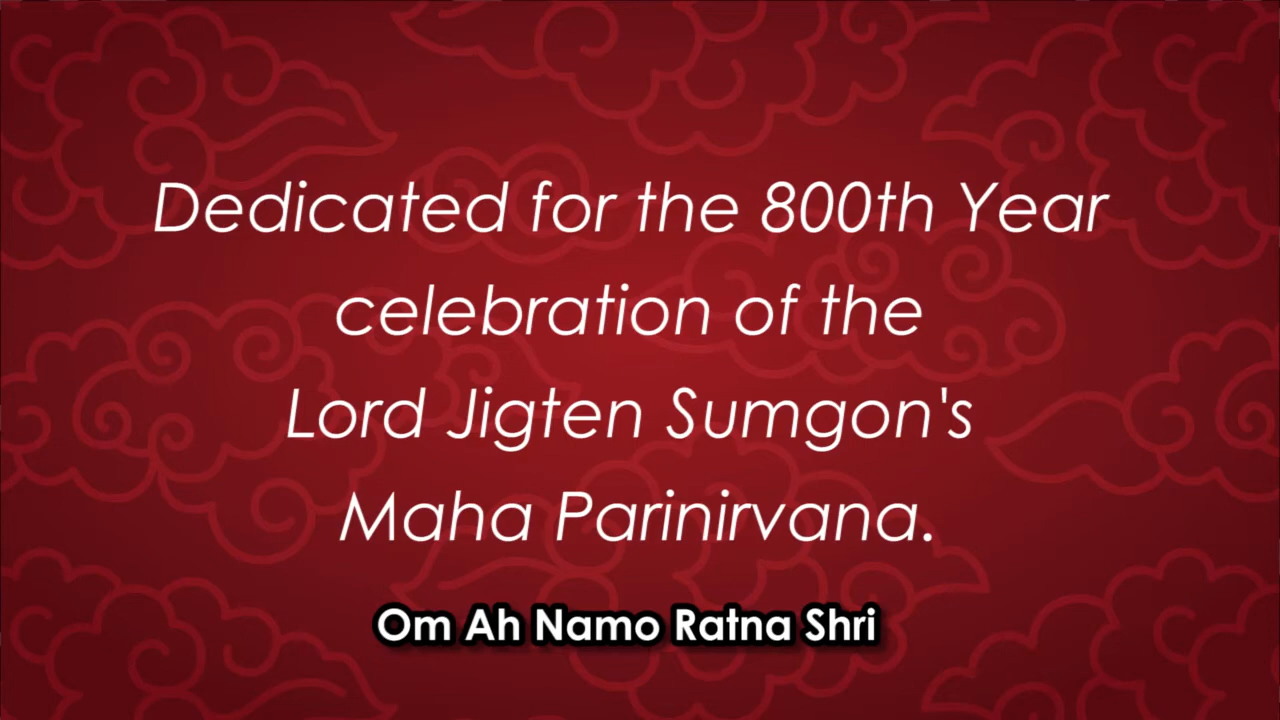 Dedicated for the 800th Year
celebration of the
Lord Jigten Sumgon's
Maha Parinirvana.
Om Ah Namo Ratna Shri